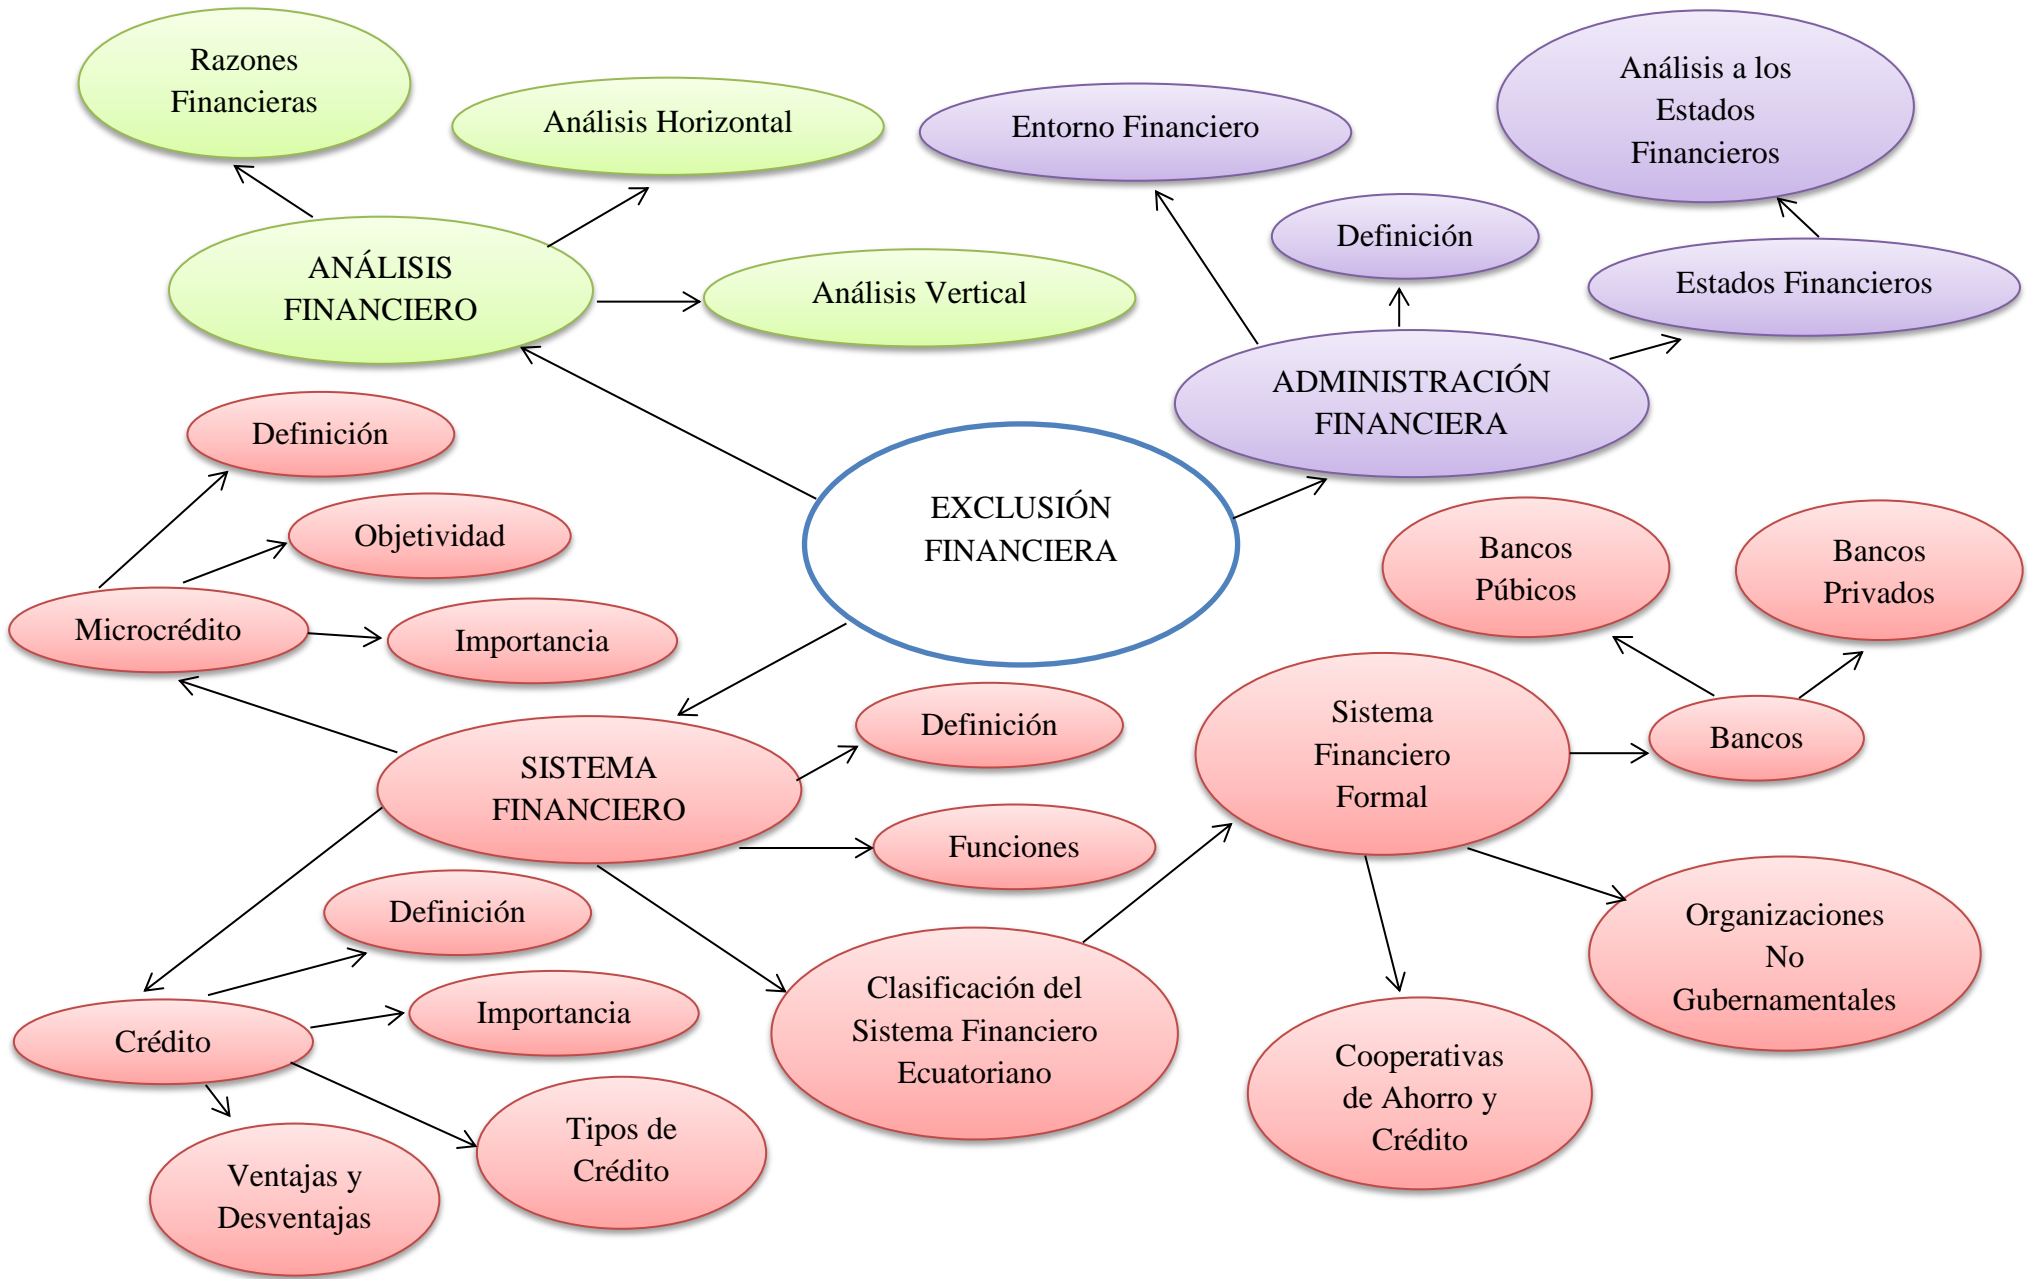 Razones
Financieras
Análisis Horizontal
Entorno Financiero
Análisis a los
Estados
Financieros
Definición
ANÁLISIS
FINANCIERO
Análisis Vertical
Estados Financieros
ADMINISTRACIÓN
FINANCIERA
Definición
EXCLUSIÓN
FINANCIERA
Objetividad
Bancos
Púbicos
Bancos
Privados
Microcrédito
Importancia
Definición
Sistema
Financiero
Formal
Bancos
SISTEMA
FINANCIERO
Funciones
Definición
Organizaciones
No
Gubernamentales
Importancia
Clasificación del
Sistema Financiero
Ecuatoriano
Crédito
Cooperativas
de Ahorro y
Crédito
Tipos de
Crédito
Ventajas y
Desventajas